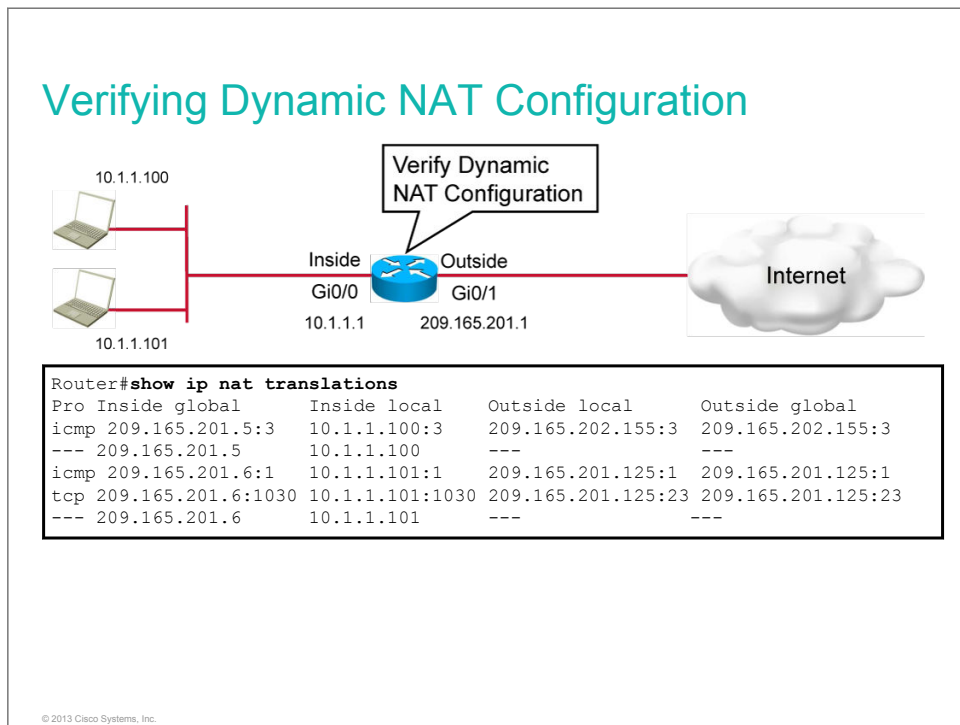 Verifying Dynamic NAT Configuration
10.1.1.100
Verify Dynamic
NAT Configuration
Inside
Outside
Internet
Gi0/0
Gi0/1
10.1.1.1
209.165.201.1
10.1.1.101
Router#show ip nat translations
Pro Inside global Inside local Outside local Outside global
icmp 209.165.201.5:3 10.1.1.100:3 209.165.202.155:3 209.165.202.155:3
--- 209.165.201.5 10.1.1.100 --- ---
icmp 209.165.201.6:1 10.1.1.101:1 209.165.201.125:1 209.165.201.125:1
tcp 209.165.201.6:1030 10.1.1.101:1030 209.165.201.125:23 209.165.201.125:23
--- 209.165.201.6 10.1.1.101 --- ---
© 2013 Cisco Systems, Inc.